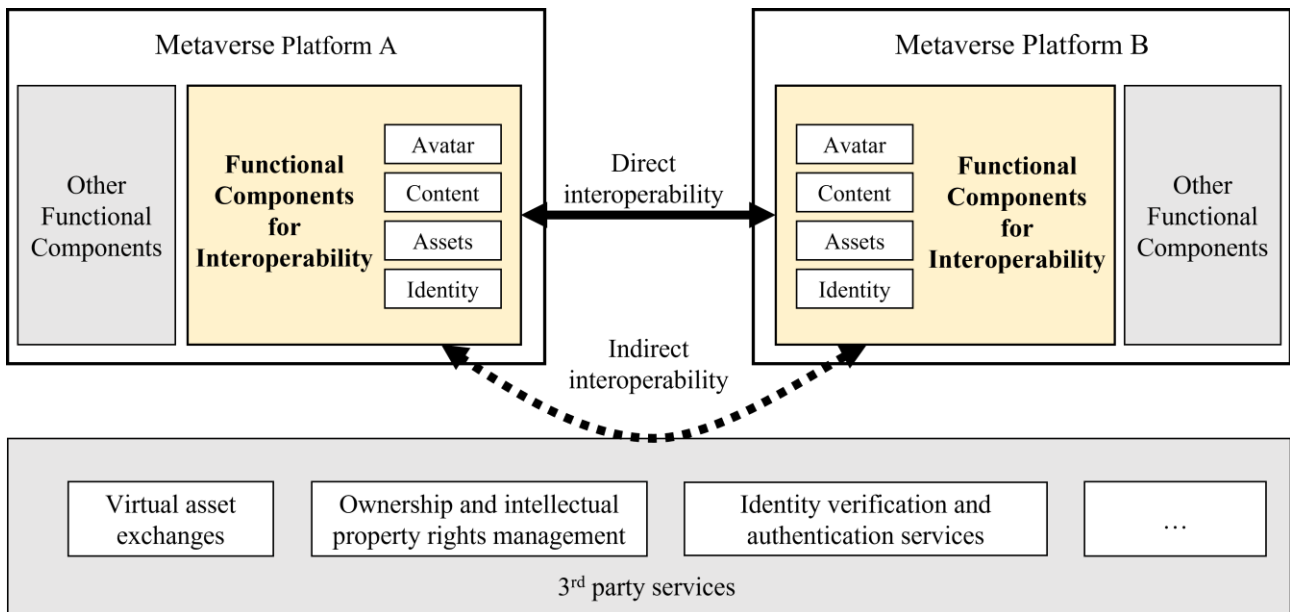 Metaverse Platform A
Other
Functional
Components
Functional
Components
for
Interoperability
Avatar
Content
Assets
Identity
Direct
interoperability
Metaverse Platform B
Avatar
Content
Assets
Identity
Functional
Components
for
Interoperability
Other
Functional
Components
Indirect
interoperability
Virtual asset
exchanges
Ownership and intellectual
property rights management
Identity verification and
authentication services
…
3rd party services